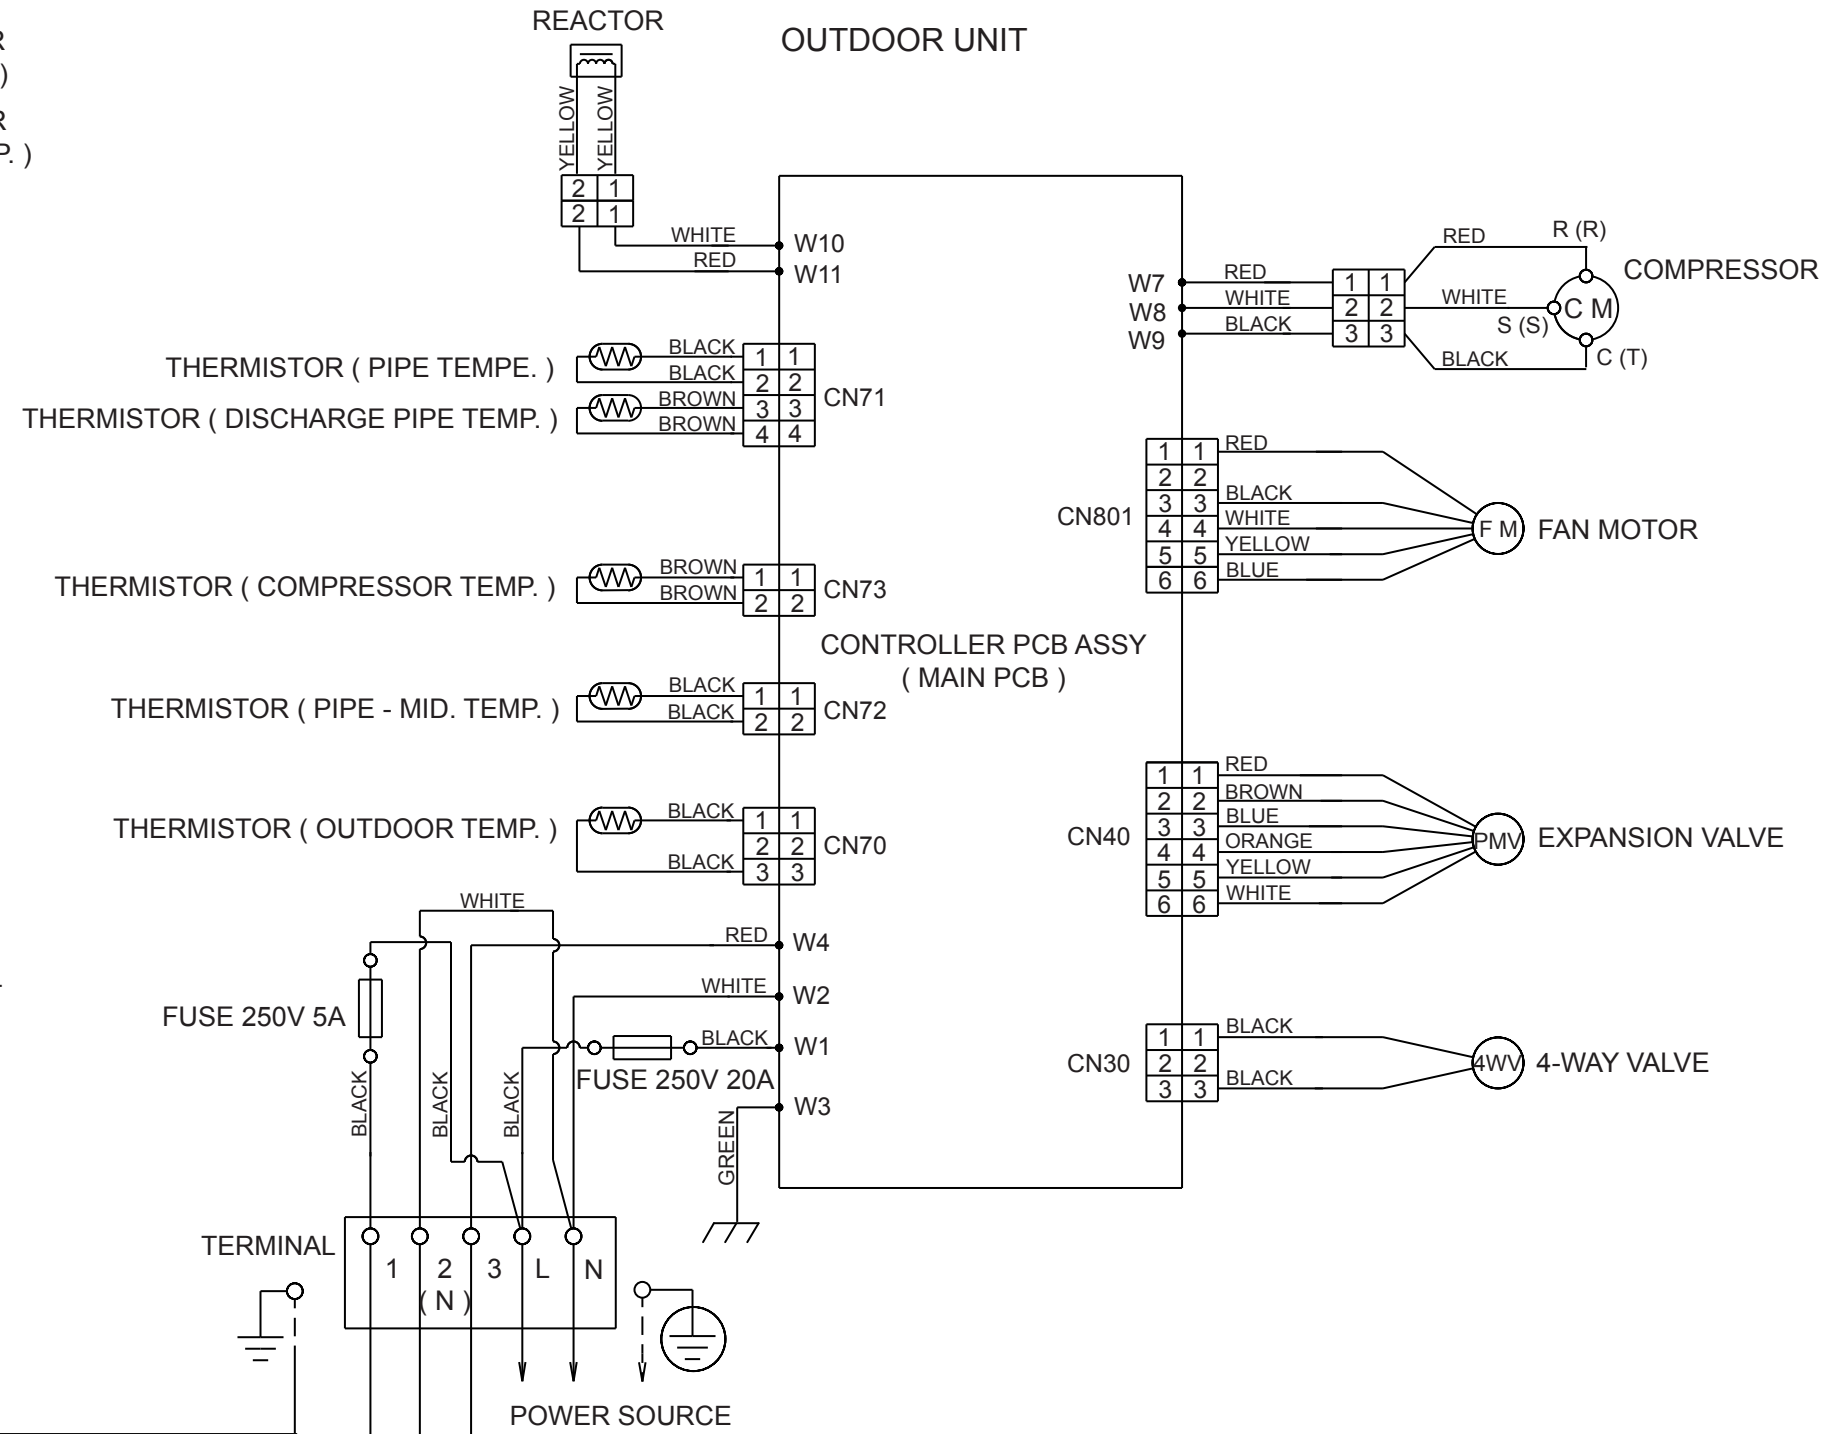 REACTOR
OUTDOOR UNIT
R
)
R
P. )
YELLOW
YELLOW
2 1
2 1
WHITE
W10
RED
W11
THERMISTOR ( PIPE TEMPE. )
BLACK
1 1
BLACK
2 2
THERMISTOR ( DISCHARGE PIPE TEMP. )
BROWN
3 3
BROWN
4 4
CN71
THERMISTOR ( COMPRESSOR TEMP. )
BROWN
1 1
BROWN
2 2
CN73
CONTROLLER PCB ASSY
( MAIN PCB )
THERMISTOR ( PIPE - MID. TEMP. )
BLACK
1 1
BLACK
2 2
CN72
THERMISTOR ( OUTDOOR TEMP. )
BLACK
1 1
2 2
BLACK
3 3
CN70
W7
RED
1 1
RED
R (R)
W8
WHITE
2 2
WHITE
S (S)
W9
BLACK
3 3
BLACK
C (T)
C M
COMPRESSOR
CN801
1 1
RED
2 2
3 3
BLACK
4 4
WHITE
5 5
YELLOW
6 6
BLUE
F M
FAN MOTOR
CN40
1 1
RED
2 2
BROWN
3 3
BLUE
4 4
ORANGE
5 5
YELLOW
6 6
WHITE
PMV
EXPANSION VALVE
CN30
1 1
BLACK
2 2
3 3
BLACK
4WV
4-WAY VALVE
WHITE
RED
W4
WHITE
W2
BLACK
W1
FUSE 250V 5A
FUSE 250V 20A
BLACK
BLACK
BLACK
GREEN
W3
TERMINAL
1 2 3 L N
( N )
POWER SOURCE